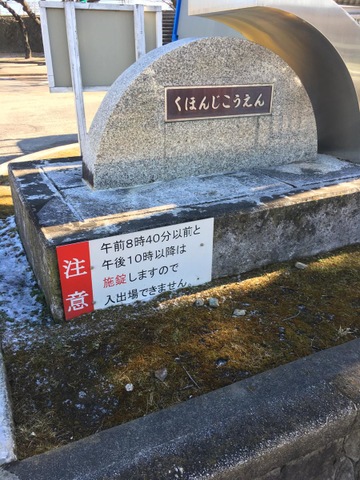 くほんじこうえん
注意
午前8時40分以前と
午後10時以降は
施錠しますので
入出場できません。